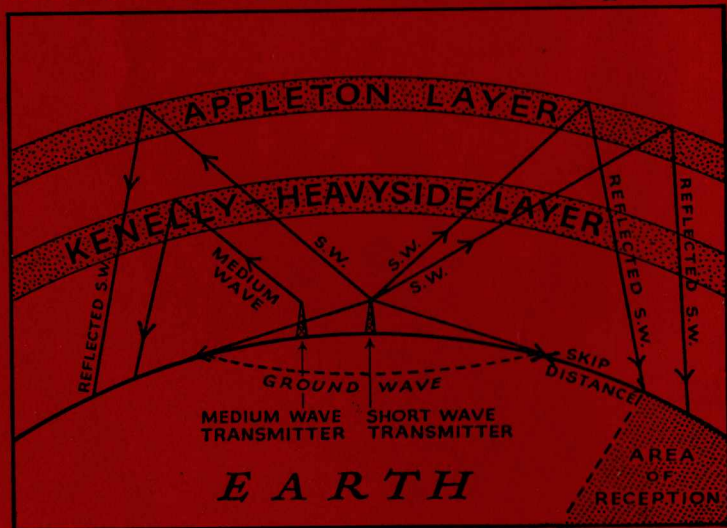 APPLETON LAYER
KENELLY-HEAVYSIDE LAYER
S.W.
S.W.
S.W.
MEDIUM
WAVE
REFLECTED S.W.
REFLECTED S.W.
REFLECTED S.W.
SKIP
DISTANCE
GROUND WAVE
MEDIUM WAVE
TRANSMITTER
SHORT WAVE
TRANSMITTER
AREA
OF
RECEPTION
EARTH